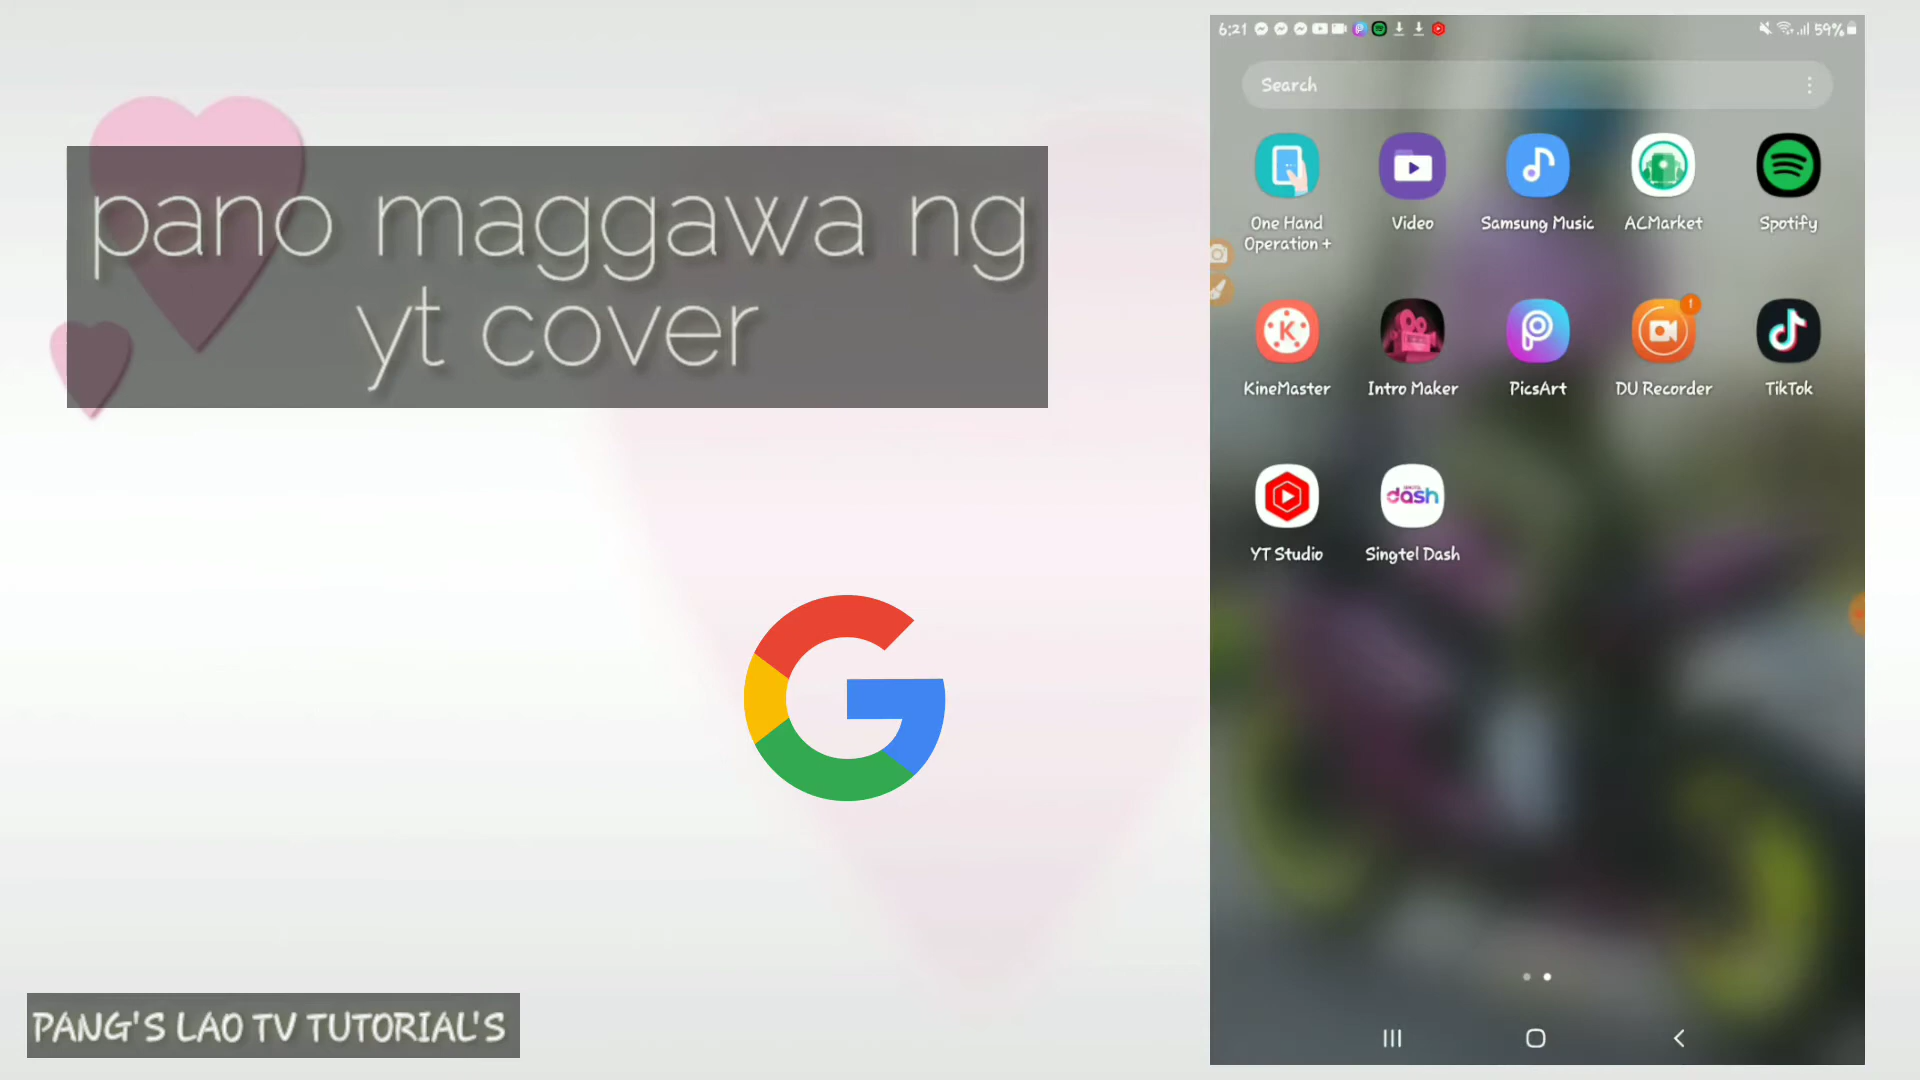 pano maggawa ng
yt cover
PANG'S LAO TV TUTORIAL'S
6:21
59%
Search
One Hand
Operation +
Video
Samsung Music
ACMarket
Spotify
KineMaster
Intro Maker
PicsArt
DU Recorder
TikTok
YT Studio
dash
Singtel Dash